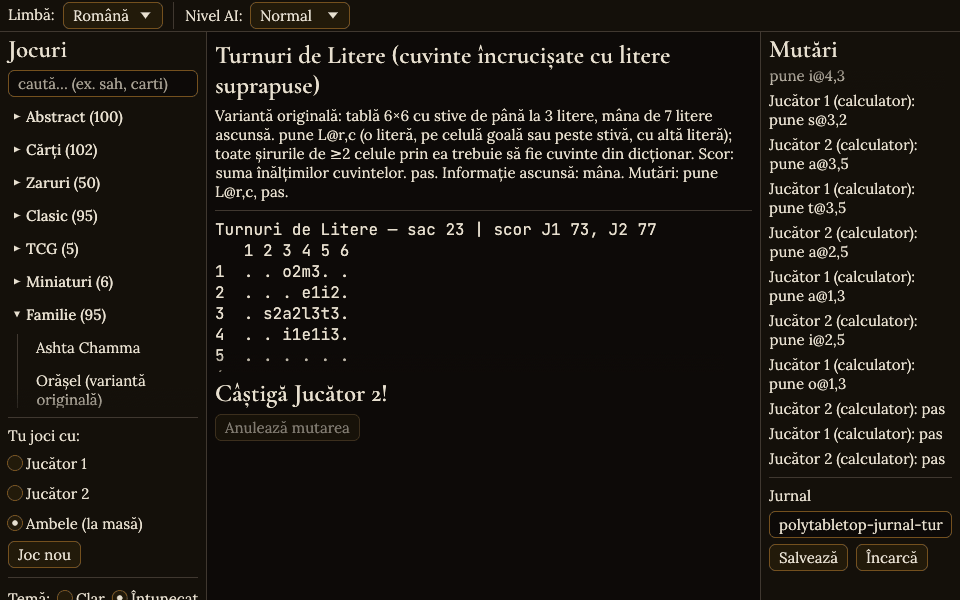 Limbă: Română ▼ Nivel AI: Normal ▼
Jocuri
caută... (ex. sah, carti)
▸ Abstract (100)
▸ Cărți (102)
▸ Zaruri (50)
▸ Clasic (95)
▸ TCG (5)
▸ Miniaturi (6)
▾ Familie (95)
Ashta Chamma
Orășel (variantă
originală)
Tu joci cu:
Jucător 1
Jucător 2
Ambele (la masă)
Joc nou
Temă: Clar Întunecat
Turnuri de Litere (cuvinte încrucișate cu litere
suprapuse)
Variantă originală: tablă 6×6 cu stive de până la 3 litere, mâna de 7 litere
ascunsă. pune L@r,c (o literă, pe celulă goală sau peste stivă, cu altă literă);
toate șirurile de ≥2 celule prin ea trebuie să fie cuvinte din dicționar. Scor:
suma înălțimilor cuvintelor. pas. Informație ascunsă: mâna. Mutări: pune
L@r,c, pas.
Turnuri de Litere — sac 23 | scor J1 73, J2 77
1 2 3 4 5 6
1 . . o2m3. .
2 . . . e1i2.
3 . s2a2l3t3.
4 . . i1e1i3.
5 . . . . . .
Câștigă Jucător 2!
Anulează mutarea
Mutări
pune i@4,3
Jucător 1 (calculator):
pune s@3,2
Jucător 2 (calculator):
pune a@3,5
Jucător 1 (calculator):
pune t@3,5
Jucător 2 (calculator):
pune a@2,5
Jucător 1 (calculator):
pune a@1,3
Jucător 2 (calculator):
pune i@2,5
Jucător 1 (calculator):
pune o@1,3
Jucător 2 (calculator): pas
Jucător 1 (calculator): pas
Jucător 2 (calculator): pas
Jurnal
polytabletop-jurnal-tur
Salvează Încarcă